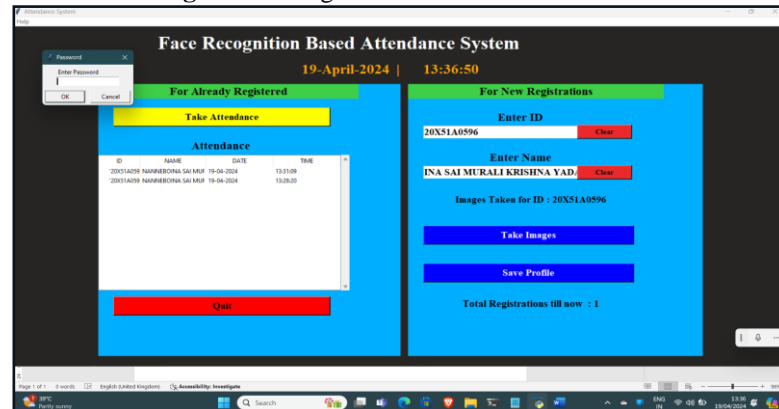 Attendance System
Help
Face Recognition Based Attendance System
19-April-2024 | 13:36:50
Password
Enter Password
OK Cancel
For Already Registered
Take Attendance
Attendance
ID NAME DATE TIME
'20X51A059 NANNEBOINA SAI MUR 19-04-2024 13:31:09
'20X51A059 NANNEBOINA SAI MUR 19-04-2024 13:28:20
Quit
For New Registrations
Enter ID
20X51A0596 Clear
Enter Name
INA SAI MURALI KRISHNA YADA Clear
Images Taken for ID : 20X51A0596
Take Images
Save Profile
Total Registrations till now : 1
Page 1 of 1 0 words English (United Kingdom) Accessibility: Investigate
39°C
Partly sunny
Search
ENG
IN
13:36
19/04/2024